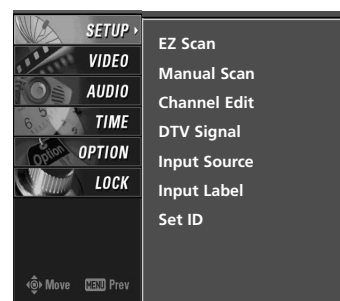 SETUP
VIDEO
AUDIO
TIME
OPTION
LOCK
Move MENU Prev
EZ Scan
Manual Scan
Channel Edit
DTV Signal
Input Source
Input Label
Set ID